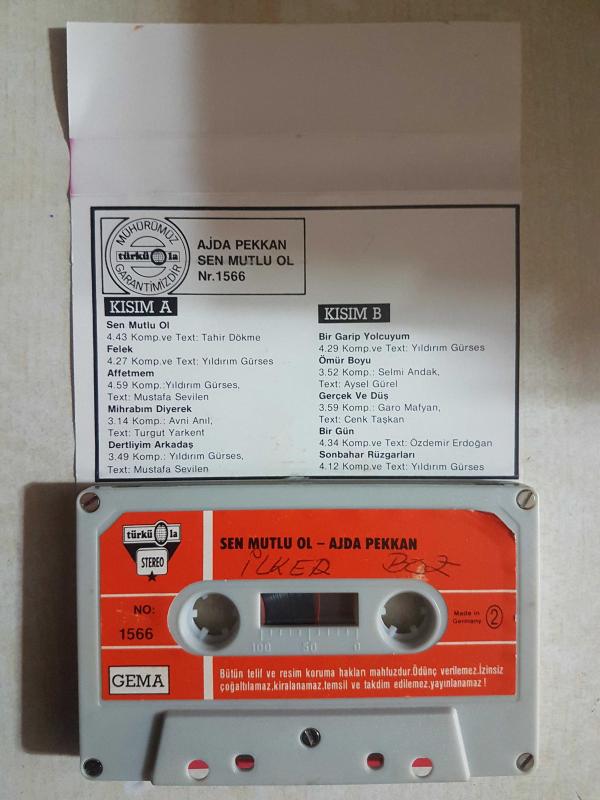 MÜHÜRÜMÜZ
türkü la
GARANTİMİZDİR
AJDA PEKKAN
SEN MUTLU OL
Nr.1566
KISIM A
Sen Mutlu Ol
4.43 Komp.ve Text: Tahir Dökme
Felek
4.27 Komp.ve Text: Yıldırım Gürses
Affetmem
4.59 Komp.:Yıldırım Gürses,
Text: Mustafa Sevilen
Mihrabım Diyerek
3.14 Komp.: Avni Anıl,
Text: Turgut Yarkent
Dertliyim Arkadaş
3.49 Komp.: Yıldırım Gürses,
Text: Mustafa Sevilen
KISIM B
Bir Garip Yolcuyum
4.29 Komp.ve Text: Yıldırım Gürses
Ömür Boyu
3.52 Komp.: Selmi Andak,
Text: Aysel Gürel
Gerçek Ve Düş
3.59 Komp.: Garo Mafyan,
Text: Cenk Taşkan
Bir Gün
4.34 Komp.ve Text: Özdemir Erdoğan
Sonbahar Rüzgarları
4.12 Komp.ve Text: Yıldırım Gürses
türkü la
STEREO
SEN MUTLU OL – AJDA PEKKAN
İLKER
NO:
1566
100 50 0
Made in
Germany
2
GEMA
Bütün telif ve resim koruma hakları mahfuzdur.Ödünç verilemez.İzinsiz
çoğaltılamaz,kiralanamaz,temsil ve takdim edilemez,yayınlanamaz!